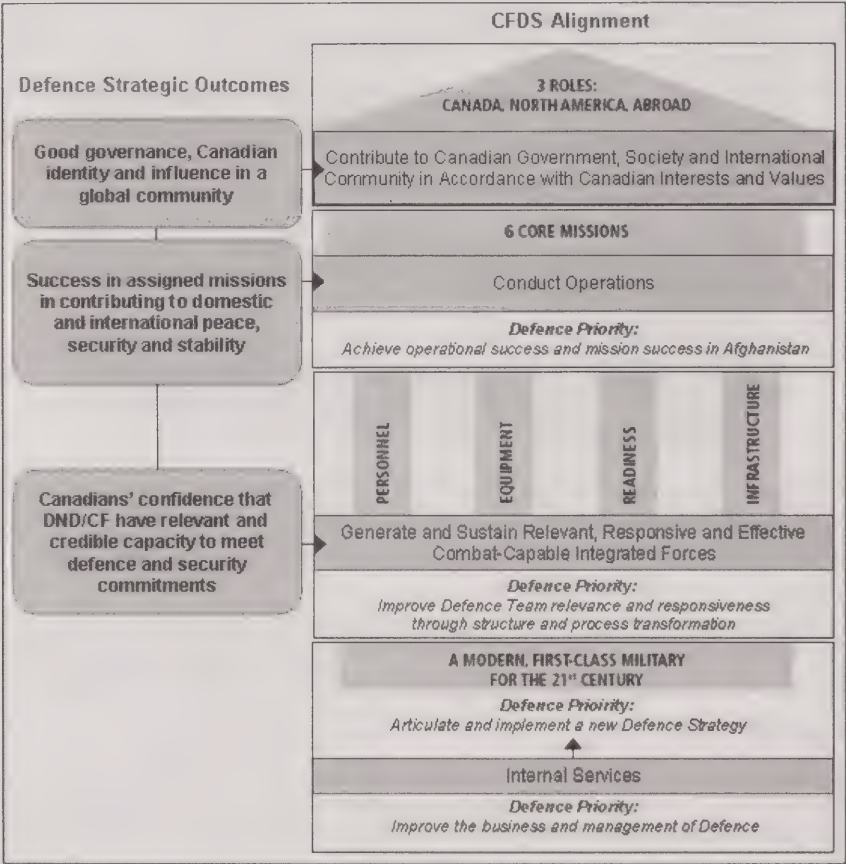 CFDS Alignment
Defence Strategic Outcomes
3 ROLES:
CANADA, NORTH AMERICA, ABROAD
Good governance, Canadian
identity and influence in a
global community
Contribute to Canadian Government, Society and International
Community in Accordance with Canadian Interests and Values
6 CORE MISSIONS
Success in assigned missions
in contributing to domestic
and international peace,
security and stability
Conduct Operations
Defence Priority:
Achieve operational success and mission success in Afghanistan
PERSONNEL
EQUIPMENT
READINESS
INFRASTRUCTURE
Canadians' confidence that
DND/CF have relevant and
credible capacity to meet
defence and security
commitments
Generate and Sustain Relevant, Responsive and Effective
Combat-Capable Integrated Forces
Defence Priority:
Improve Defence Team relevance and responsiveness
through structure and process transformation
A MODERN, FIRST-CLASS MILITARY
FOR THE 21st CENTURY
Defence Prioirity:
Articulate and implement a new Defence Strategy
Internal Services
Defence Priority:
Improve the business and management of Defence